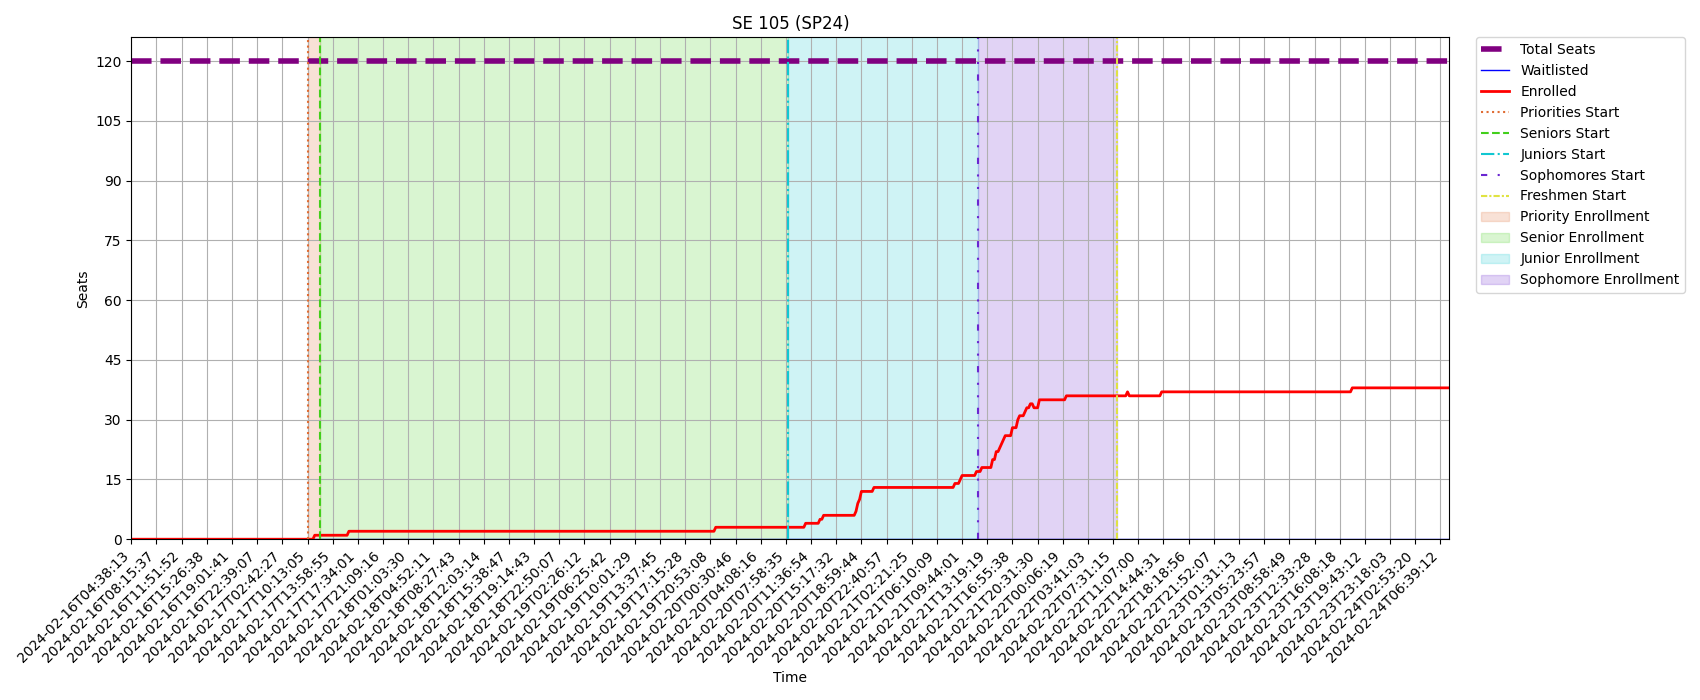 SE 105 (SP24)
120
105
90
75
60
45
30
15
0
Seats
2024-02-16T04:38:13
2024-02-16T08:15:37
2024-02-16T11:51:52
2024-02-16T15:26:38
2024-02-16T19:01:41
2024-02-16T22:39:07
2024-02-17T02:42:27
2024-02-17T10:13:05
2024-02-17T13:58:55
2024-02-17T17:34:01
2024-02-17T21:09:16
2024-02-18T01:03:30
2024-02-18T04:52:11
2024-02-18T08:27:43
2024-02-18T12:03:14
2024-02-18T15:38:47
2024-02-18T19:14:43
2024-02-18T22:50:07
2024-02-19T02:26:12
2024-02-19T06:25:42
2024-02-19T10:01:29
2024-02-19T13:37:45
2024-02-19T17:15:28
2024-02-19T20:53:08
2024-02-20T00:30:46
2024-02-20T04:08:16
2024-02-20T07:58:35
2024-02-20T11:36:54
2024-02-20T15:17:32
2024-02-20T18:59:44
2024-02-20T22:40:57
2024-02-21T02:21:25
2024-02-21T06:10:09
2024-02-21T09:44:01
2024-02-21T13:19:19
2024-02-21T16:55:38
2024-02-21T20:31:30
2024-02-22T00:06:19
2024-02-22T03:41:03
2024-02-22T07:31:15
2024-02-22T11:07:00
2024-02-22T14:44:31
2024-02-22T18:18:56
2024-02-22T21:52:07
2024-02-23T01:31:13
2024-02-23T05:23:57
2024-02-23T08:58:49
2024-02-23T12:33:28
2024-02-23T16:08:18
2024-02-23T19:43:12
2024-02-23T23:18:03
2024-02-24T02:53:20
2024-02-24T06:39:12
Time
Total Seats
Waitlisted
Enrolled
Priorities Start
Seniors Start
Juniors Start
Sophomores Start
Freshmen Start
Priority Enrollment
Senior Enrollment
Junior Enrollment
Sophomore Enrollment